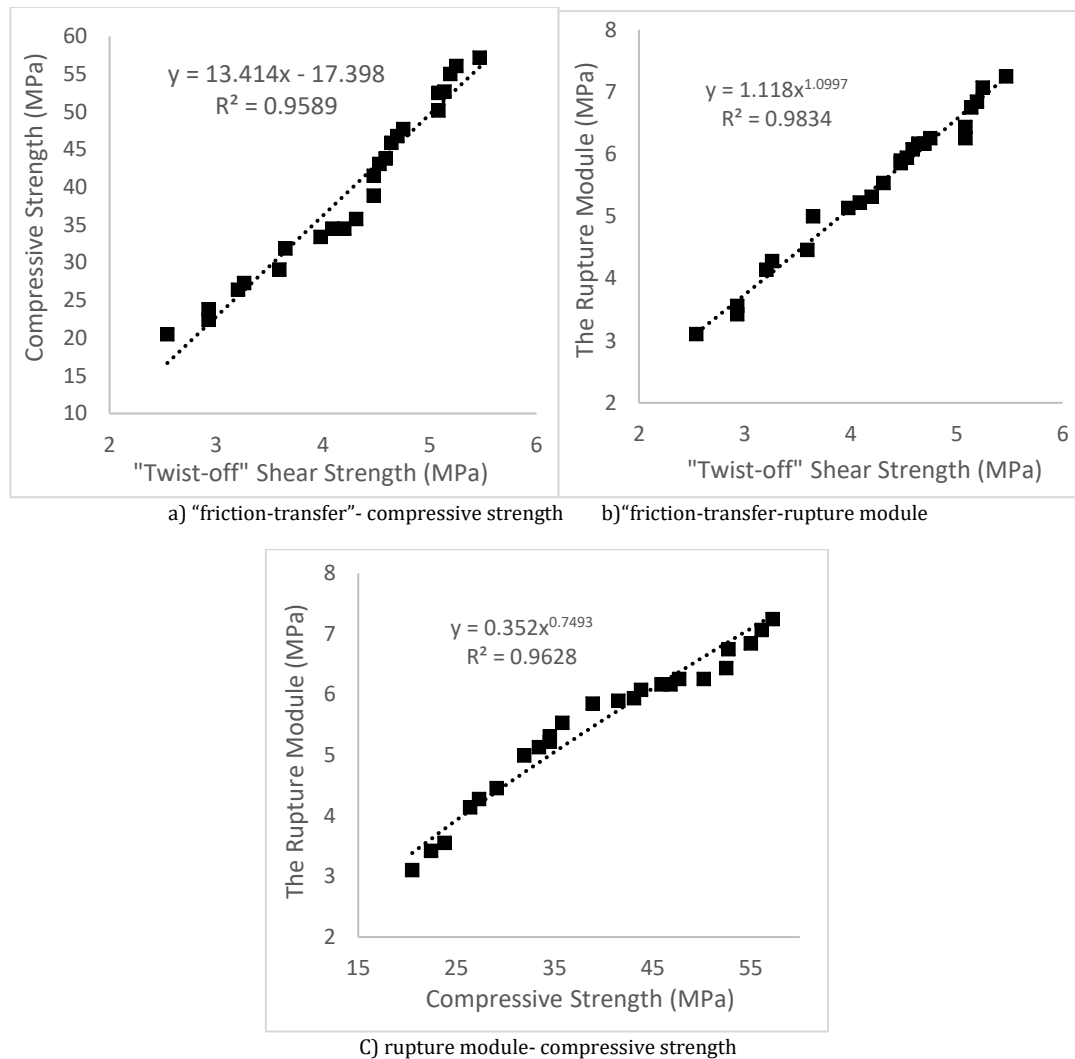 60
55
50
45
40
35
30
25
20
15
10
Compressive Strength (MPa)
y = 13.414x - 17.398
R² = 0.9589
2 3 4 5 6
"Twist-off" Shear Strength (MPa)
8
7
6
5
4
3
2
The Rupture Module (MPa)
y = 1.118x^1.0997
R² = 0.9834
2 3 4 5 6
"Twist-off" Shear Strength (MPa)
a) “friction-transfer”- compressive strength
b)“friction-transfer-rupture module
8
7
6
5
4
3
2
The Rupture Module (MPa)
y = 0.352x^0.7493
R² = 0.9628
15 25 35 45 55
Compressive Strength (MPa)
C) rupture module- compressive strength